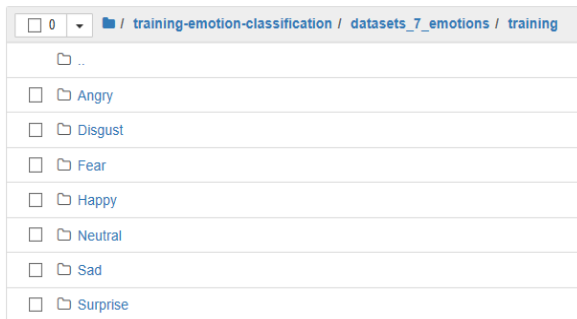 0 / training-emotion-classification / datasets_7_emotions / training
..
Angry
Disgust
Fear
Happy
Neutral
Sad
Surprise